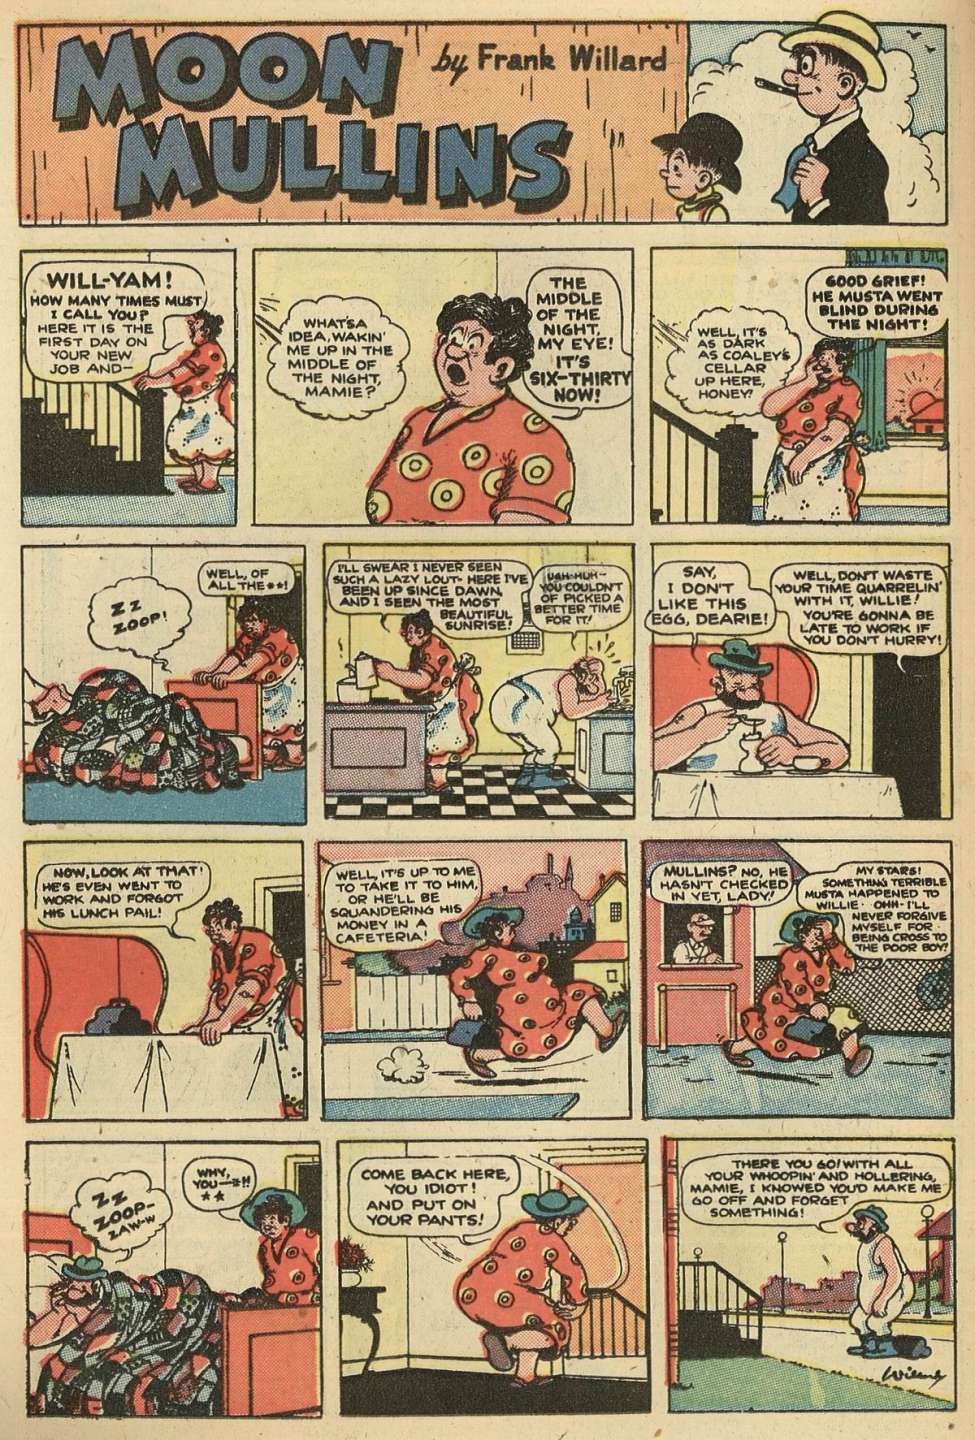 MOON
MULLINS
by Frank Willard
WILL-YAM!
HOW MANY TIMES MUST
I CALL YOU?
HERE IT IS THE
FIRST DAY ON
YOUR NEW
JOB AND-
WHAT'S A
IDEA, WAKIN'
ME UP IN THE
MIDDLE OF
THE NIGHT,
MAMIE?
THE
MIDDLE
OF THE
NIGHT,
MY EYE!
IT'S
SIX-THIRTY
NOW!
WELL, IT'S
AS DARK
AS COALEY'S
CELLAR
UP HERE,
HONEY!
GOOD GRIEF!
HE MUSTA WENT
BLIND DURING
THE NIGHT!
ZZ
ZOOP!
WELL, OF
ALL THE**!
I'LL SWEAR I NEVER SEEN
SUCH A LAZY LOUT- HERE I'VE
BEEN UP SINCE DAWN,
AND I SEEN THE MOST
BEAUTIFUL
SUNRISE!
UGH-HUH-
YOU COULDN'T
OF PICKED A
BETTER TIME
FOR IT!
SAY,
I DON'T
LIKE THIS
EGG, DEARIE!
WELL, DON'T WASTE
YOUR TIME QUARRELIN'
WITH IT, WILLIE!
YOU'RE GONNA BE
LATE TO WORK IF
YOU DON'T HURRY!
NOW, LOOK AT THAT!
HE'S EVEN WENT TO
WORK AND FORGOT
HIS LUNCH PAIL!
WELL, IT'S UP TO ME
TO TAKE IT TO HIM,
OR HE'LL BE
SQUANDERING HIS
MONEY IN A
CAFETERIA!
MULLINS? NO, HE
HASN'T CHECKED
IN YET, LADY!
MY STARS!
SOMETHING TERRIBLE
MUSTA HAPPENED TO
WILLIE- OHH-I'LL
NEVER FORGIVE
MYSELF FOR
BEING CROSS TO
THE POOR BOY!
ZZ
ZOOP-
ZAW-W
WHY,
YOU-*!!
**
COME BACK HERE,
YOU IDIOT!
AND PUT ON
YOUR PANTS!
THERE YOU GO! WITH ALL
YOUR WHOOPIN' AND HOLLERING,
MAMIE, I KNOWED YOU'D MAKE ME
GO OFF AND FORGET
SOMETHING!
Willard